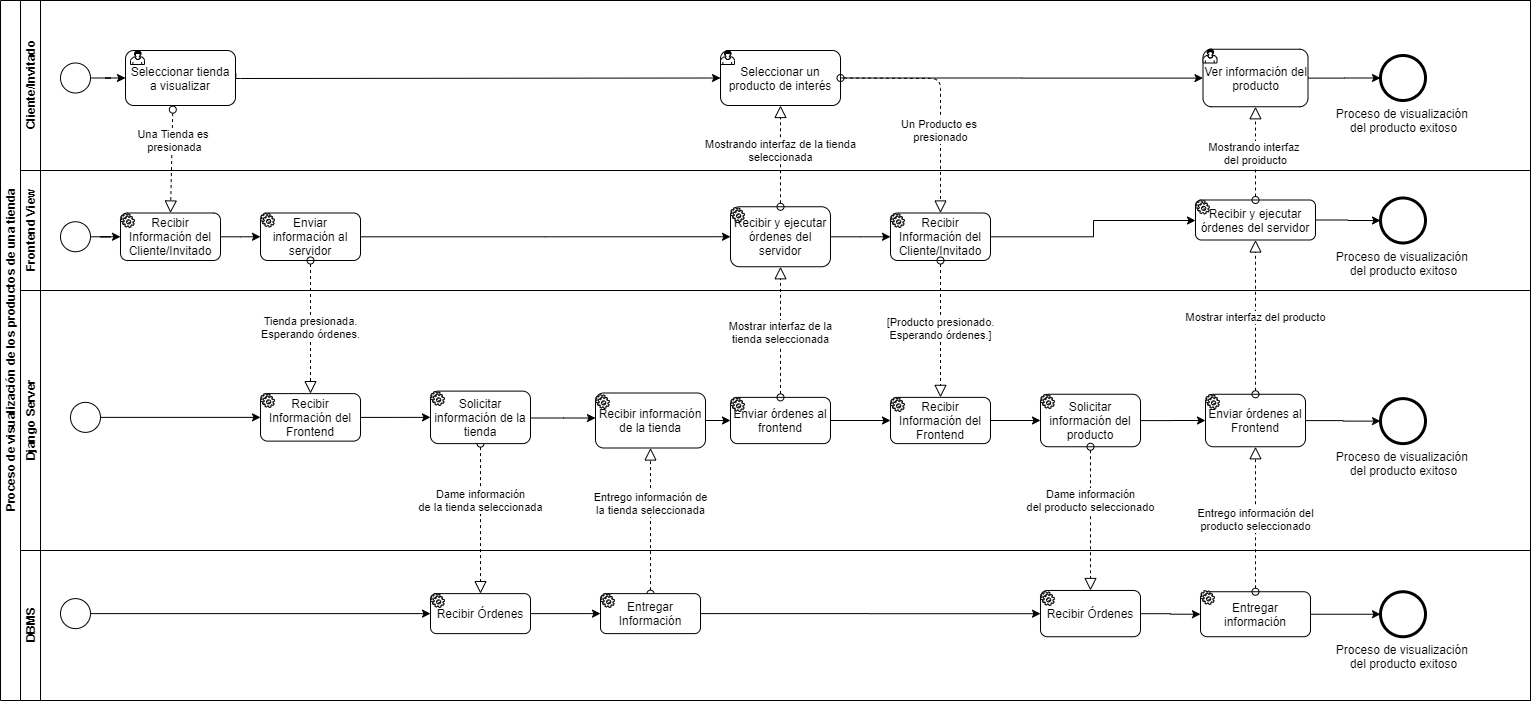 Proceso de visualización de los productos de una tienda
Cliente/Invitado
Seleccionar tienda
a visualizar
Seleccionar un
producto de interés
Ver información del
producto
Proceso de visualización
del producto exitoso
Una Tienda es
presionada
Mostrando interfaz de la tienda
seleccionada
Un Producto es
presionado
Mostrando interfaz
del proiducto
Frontend View
Recibir
Información del
Cliente/Invitado
Enviar
información al
servidor
Recibir y ejecutar
órdenes del
servidor
Recibir
Información del
Cliente/Invitado
Recibir y ejecutar
órdenes del servidor
Proceso de visualización
del producto exitoso
Tienda presionada.
Esperando órdenes.
Mostrar interfaz de la
tienda seleccionada
[Producto presionado.
Esperando órdenes.]
Mostrar interfaz del producto
Django Server
Recibir
Información del
Frontend
Solicitar
información de la
tienda
Recibir información
de la tienda
Enviar órdenes al
frontend
Recibir
Información del
Frontend
Solicitar
información del
producto
Enviar órdenes al
Frontend
Proceso de visualización
del producto exitoso
Dame información
de la tienda seleccionada
Entrego información de
la tienda seleccionada
Dame información
del producto seleccionado
Entrego información del
producto seleccionado
DBMS
Recibir Órdenes
Entregar
Información
Recibir Órdenes
Entregar
información
Proceso de visualización
del producto exitoso